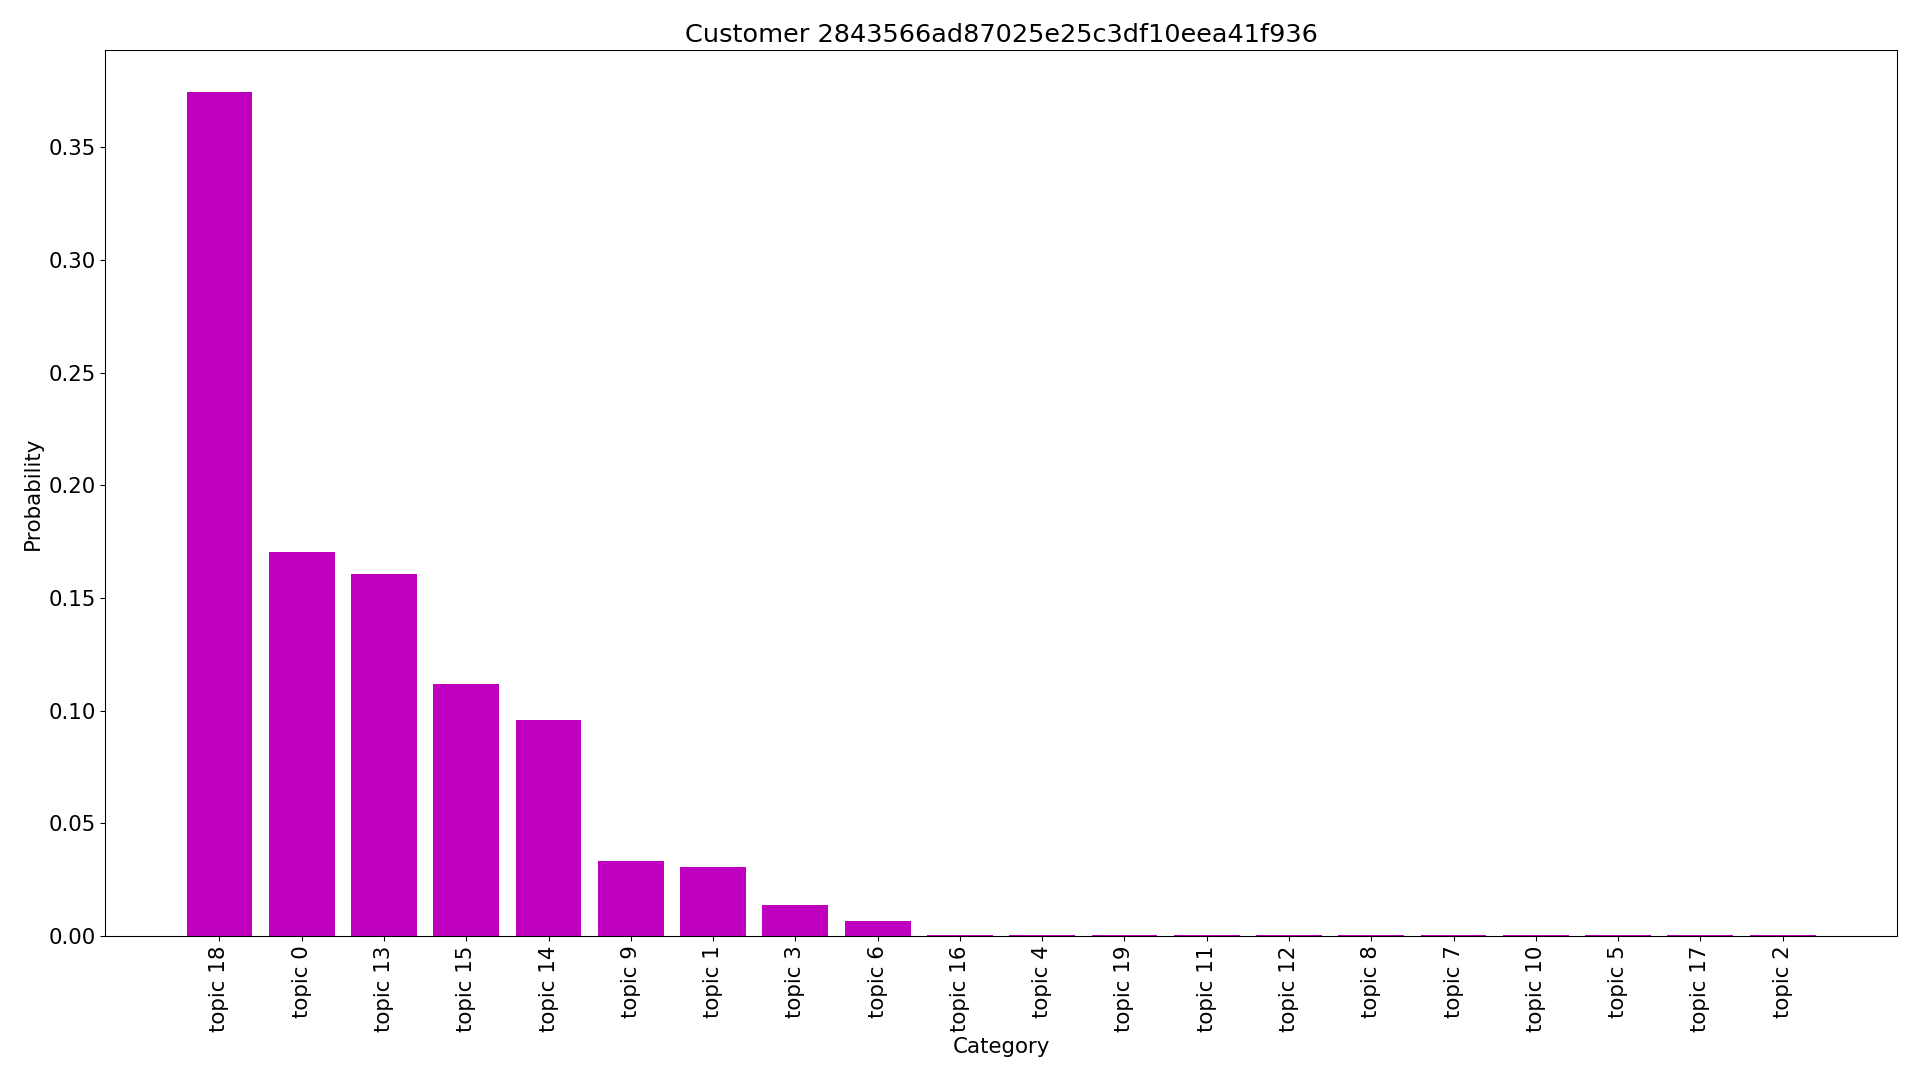 Customer 2843566ad87025e25c3df10eea41f936
Probability
0.35
0.30
0.25
0.20
0.15
0.10
0.05
0.00
topic 18
topic 0
topic 13
topic 15
topic 14
topic 9
topic 1
topic 3
topic 6
topic 16
topic 4
topic 19
topic 11
topic 12
topic 8
topic 7
topic 10
topic 5
topic 17
topic 2
Category